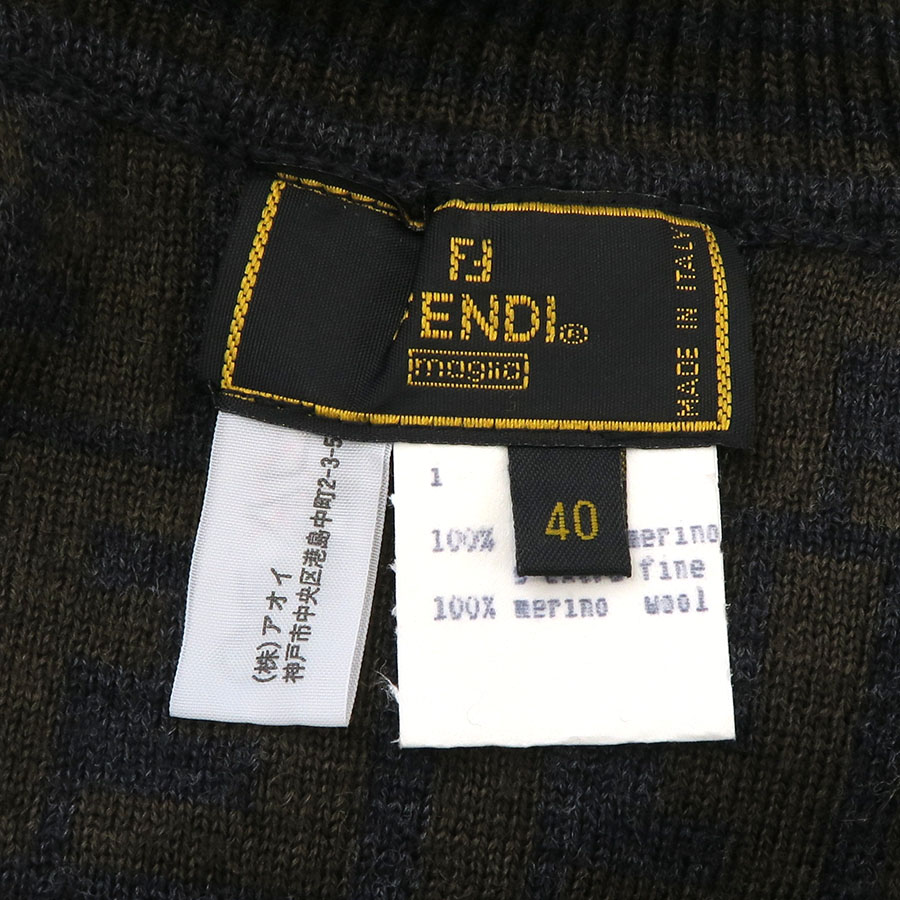 FF
FENDI®
maglia
MADE IN ITALY
40
1
100% merino
extra fine
100% merino wool
(株)アオイ
神戸市中央区港島中町2-3-5